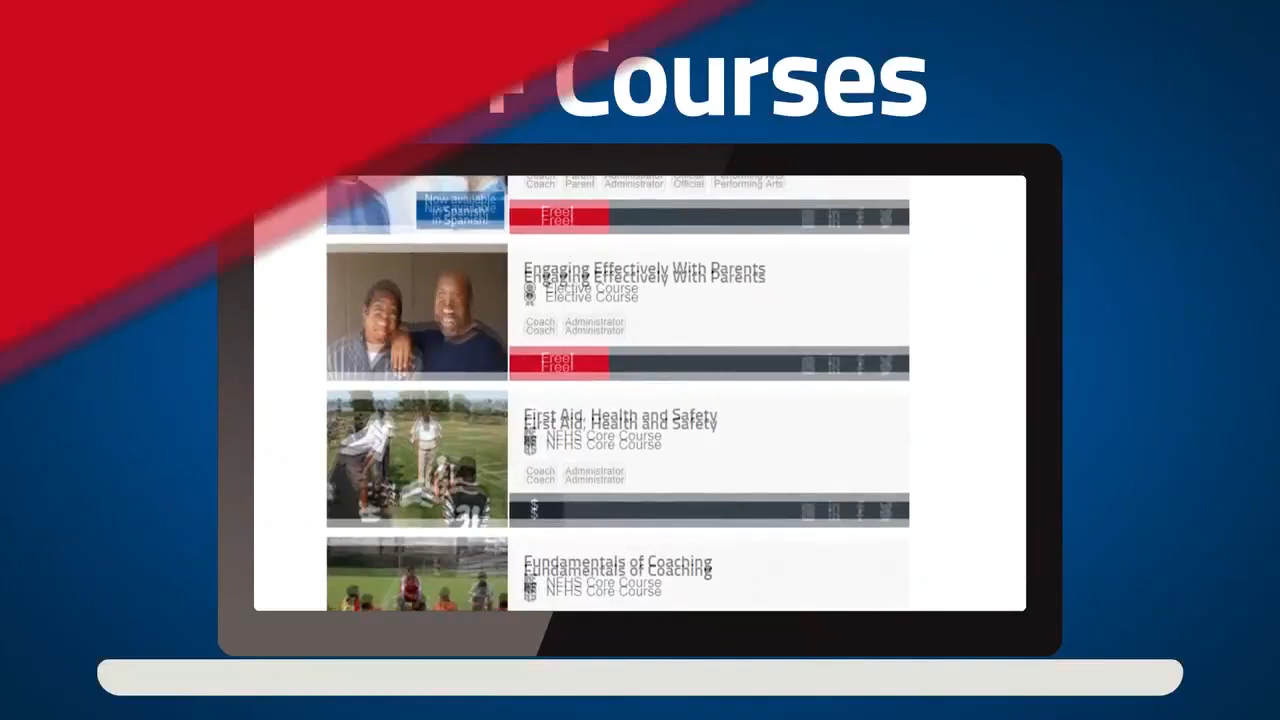 + Courses
Coach Parent Administrator Official Performing Arts
Now available
in Spanish!
Free!
Engaging Effectively With Parents
Elective Course
Coach Administrator
Free!
First Aid, Health and Safety
NFHS Core Course
Coach Administrator
$
Fundamentals of Coaching
NFHS Core Course